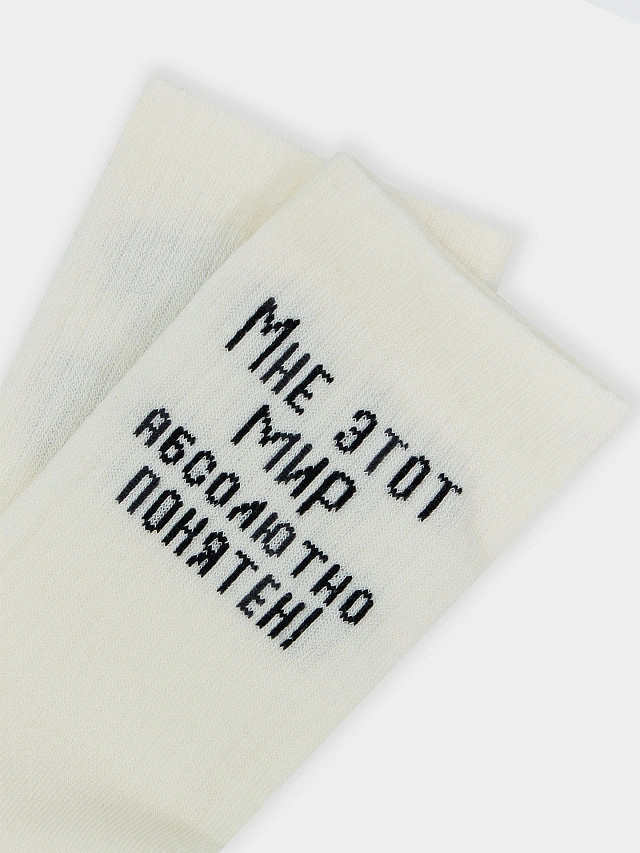 Мне этот
мир
абсолютно
понятен!